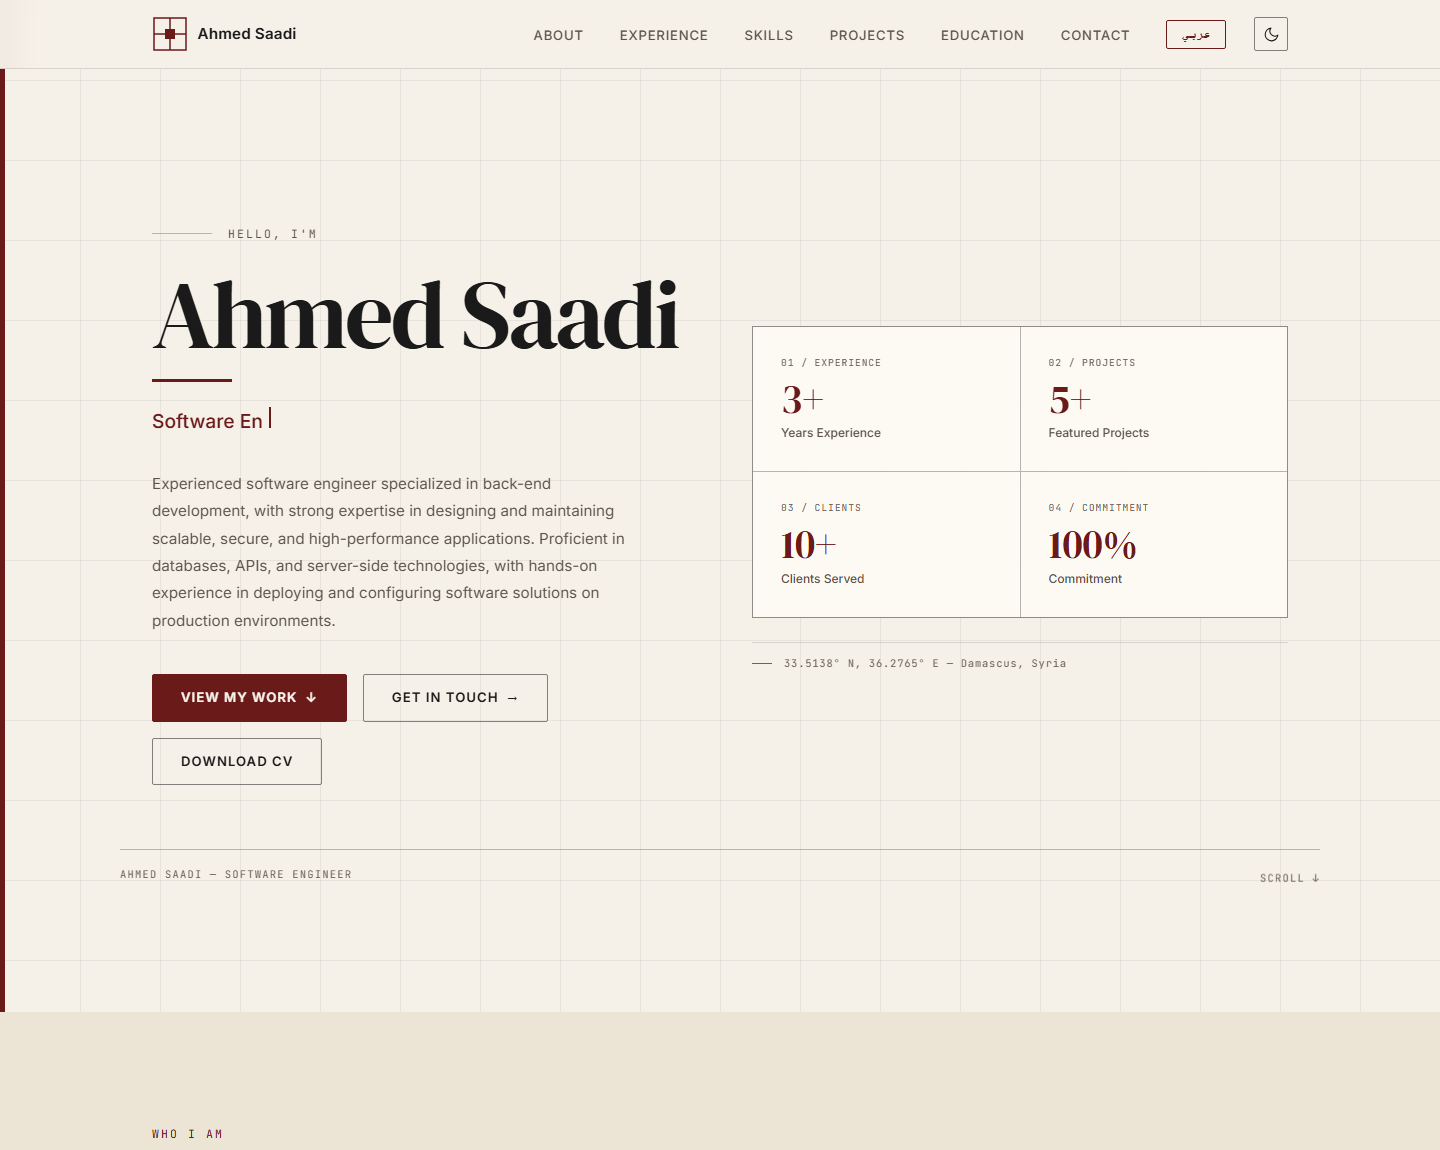 Ahmed Saadi
ABOUT EXPERIENCE SKILLS PROJECTS EDUCATION CONTACT عربي
HELLO, I'M
Ahmed Saadi
Software En
Experienced software engineer specialized in back-end
development, with strong expertise in designing and maintaining
scalable, secure, and high-performance applications. Proficient in
databases, APIs, and server-side technologies, with hands-on
experience in deploying and configuring software solutions on
production environments.
VIEW MY WORK ↓ GET IN TOUCH →
DOWNLOAD CV
01 / EXPERIENCE
3+
Years Experience
02 / PROJECTS
5+
Featured Projects
03 / CLIENTS
10+
Clients Served
04 / COMMITMENT
100%
Commitment
33.5138° N, 36.2765° E — Damascus, Syria
AHMED SAADI — SOFTWARE ENGINEER
SCROLL ↓
WHO I AM